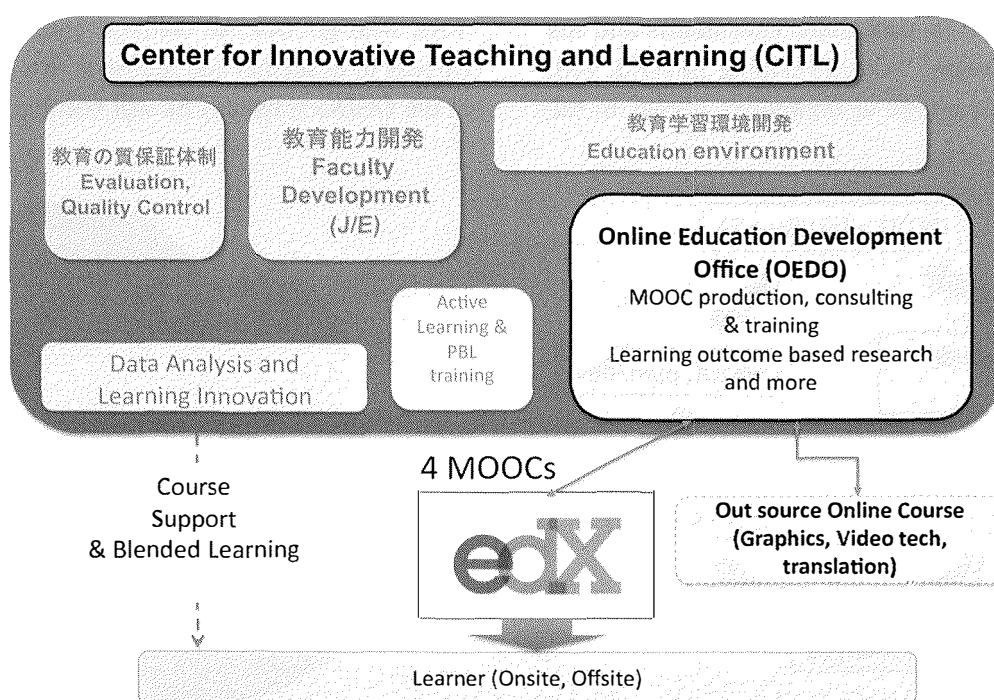 Center for Innovative Teaching and Learning (CITL)
教育の質保証体制
Evaluation,
Quality Control
教育能力開発
Faculty
Development
(J/E)
教育学習環境開発
Education environment
Online Education Development
Office (OEDO)
MOOC production, consulting
& training
Learning outcome based research
and more
Active
Learning &
PBL
training
Data Analysis and
Learning Innovation
Course
Support
& Blended Learning
4 MOOCs
edX
Out source Online Course
(Graphics, Video tech,
translation)
Learner (Onsite, Offsite)